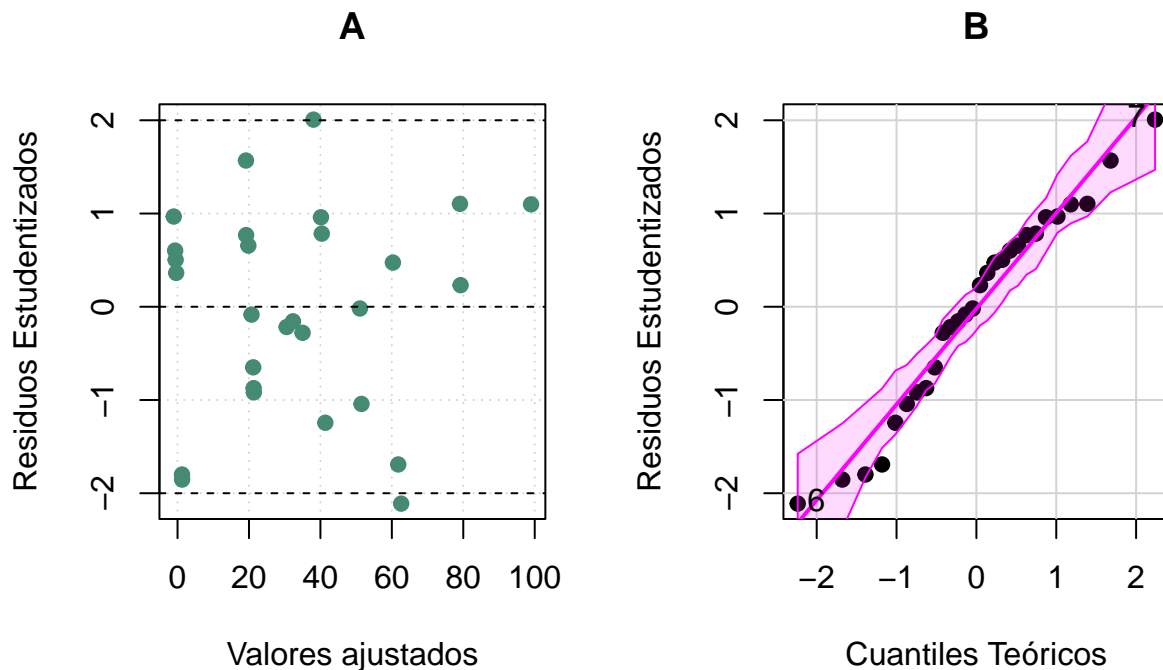 A
Residuos Estudentizados
2
1
0
−1
−2
0 20 40 60 80 100
Valores ajustados
B
Residuos Estudentizados
2
1
0
−1
−2
7
6
−2 −1 0 1 2
Cuantiles Teóricos